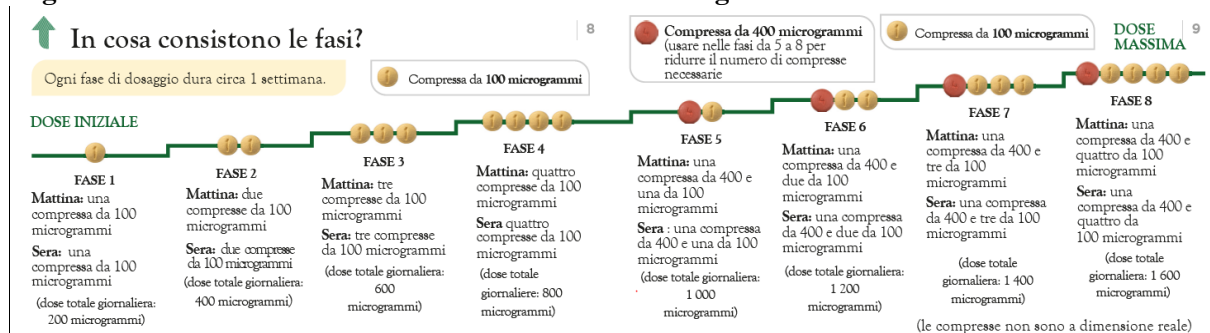 In cosa consistono le fasi?
8
Ogni fase di dosaggio dura circa 1 settimana.
Compressa da 100 microgrammi
Compressa da 400 microgrammi
(usare nelle fasi da 5 a 8 per
ridurre il numero di compresse
necessarie
Compressa da 100 microgrammi
DOSE
MASSIMA
9
DOSE INIZIALE
FASE 1
Mattina: una
compressa da 100
microgrammi
Sera: una
compressa da 100
microgrammi
(dose totale giornaliera:
200 microgrammi)
FASE 2
Mattina: due
compresse da 100
microgrammi
Sera: due compresse
da 100 microgrammi
(dose totale giornaliera:
400 microgrammi)
FASE 3
Mattina: tre
compresse da 100
microgrammi
Sera: tre compresse
da 100 microgrammi
(dose totale giornaliera:
600
microgrammi)
FASE 4
Mattina: quattro
compresse da 100
microgrammi
Sera quattro
compresse da 100
microgrammi
(dose totale
giornaliere: 800
microgrammi)
FASE 5
Mattina: una
compressa da 400 e
una da 100
microgrammi
Sera : una compressa
da 400 e una da 100
microgrammi
(dose totale giornaliera:
1 000
microgrammi)
FASE 6
Mattina: una
compressa da 400 e
due da 100
microgrammi
Sera: una compressa
da 400 e due da 100
microgrammi
(dose totale giornaliera:
1 200
microgrammi)
FASE 7
Mattina: una
compressa da 400 e
tre da 100
microgrammi
Sera: una compressa
da 400 e tre da 100
microgrammi
(dose totale
giornaliera: 1 400
microgrammi)
FASE 8
Mattina: una
compressa da 400 e
quattro da 100
microgrammi
Sera: una
compressa da 400 e
quattro da
100 microgrammi
(dose totale
giornaliera: 1 600
microgrammi)
(le compresse non sono a dimensione reale)